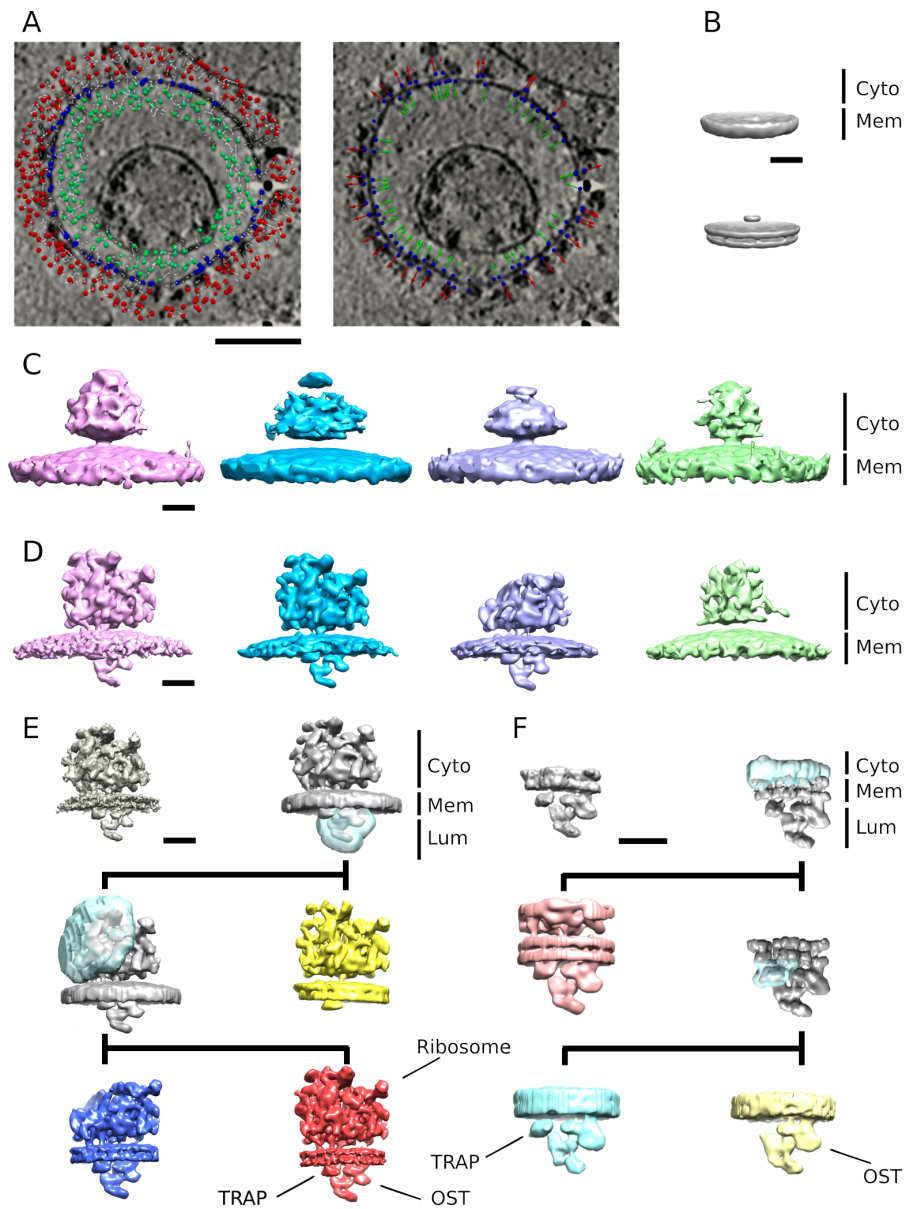 A
B
Cyto
Mem
C
Cyto
Mem
D
Cyto
Mem
E
F
Cyto
Mem
Lum
Cyto
Mem
Lum
Ribosome
TRAP
OST
TRAP
OST